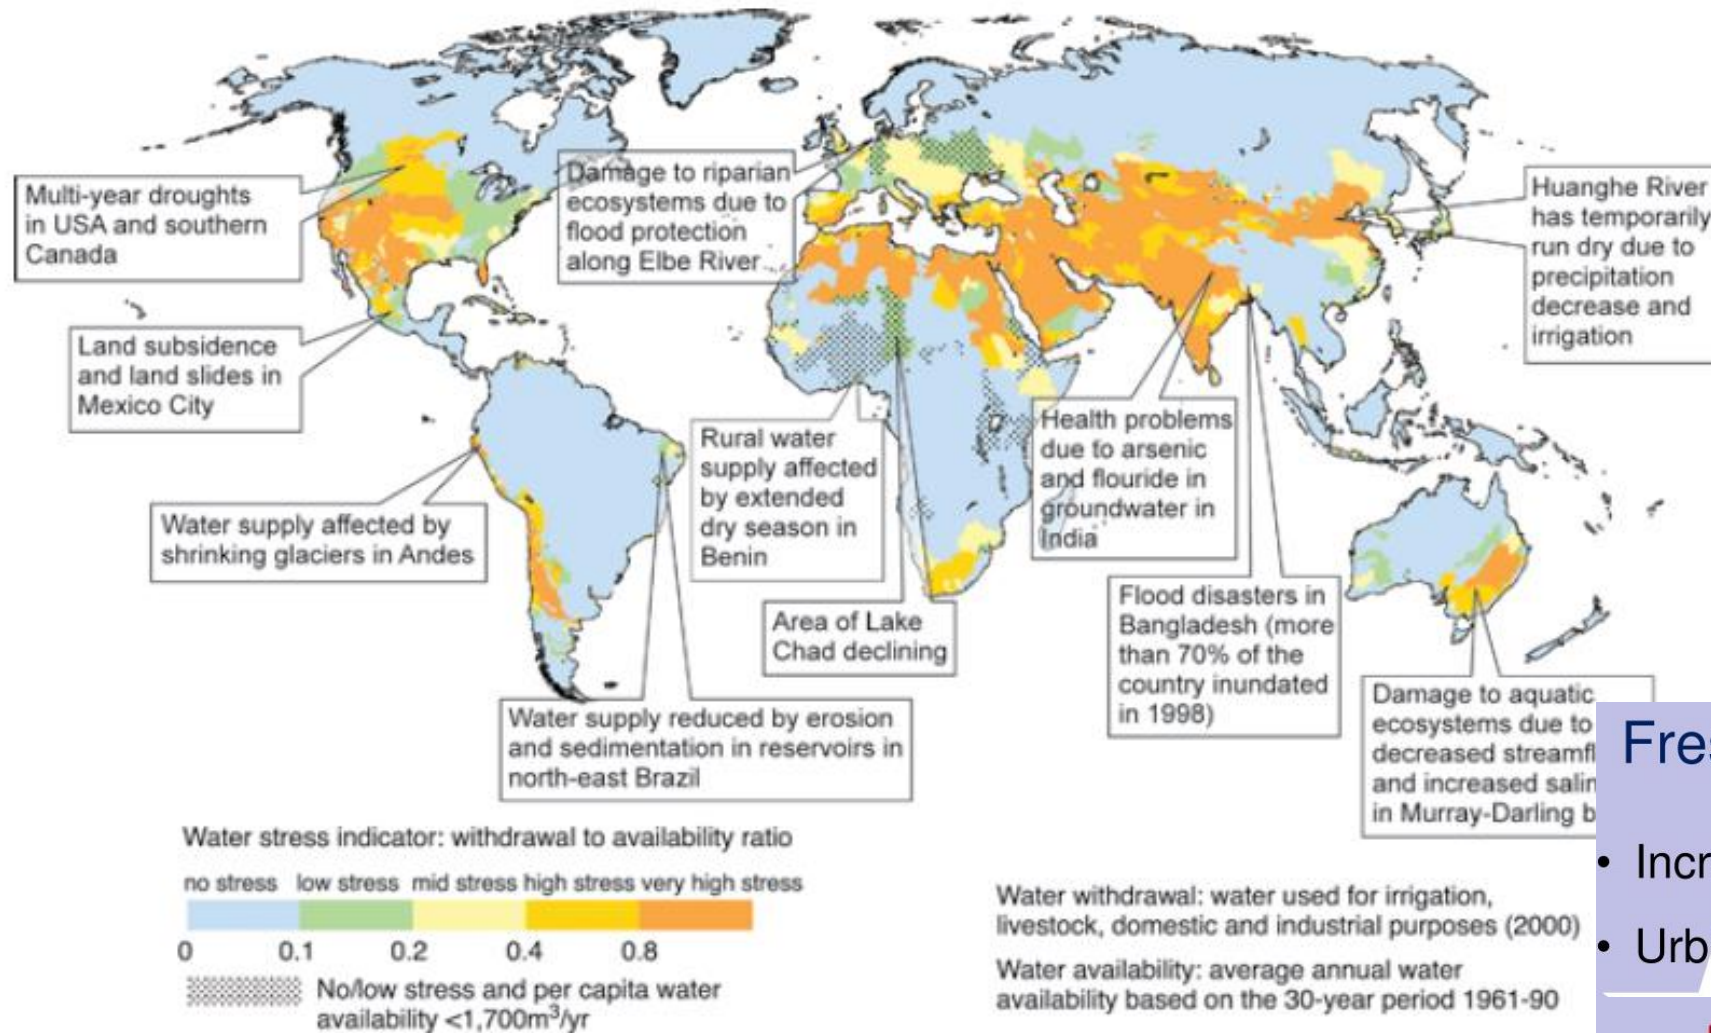 Multi-year droughts
in USA and southern
Canada
Damage to riparian
ecosystems due to
flood protection
along Elbe River
Huanghe River
has temporarily
run dry due to
precipitation
decrease and
irrigation
Land subsidence
and land slides in
Mexico City
Water supply affected by
shrinking glaciers in Andes
Rural water
supply affected
by extended
dry season in
Benin
Health problems
due to arsenic
and flouride in
groundwater in
India
Area of Lake
Chad declining
Flood disasters in
Bangladesh (more
than 70% of the
country inundated
in 1998)
Water supply reduced by erosion
and sedimentation in reservoirs in
north-east Brazil
Damage to aquatic
ecosystems due to
decreased streamfl
and increased salin
in Murray-Darling b
Fres
• Incr
• Urb
Water stress indicator: withdrawal to availability ratio
no stress low stress mid stress high stress very high stress
0 0.1 0.2 0.4 0.8
No/low stress and per capita water
availability <1,700m³/yr
Water withdrawal: water used for irrigation,
livestock, domestic and industrial purposes (2000)
Water availability: average annual water
availability based on the 30-year period 1961-90